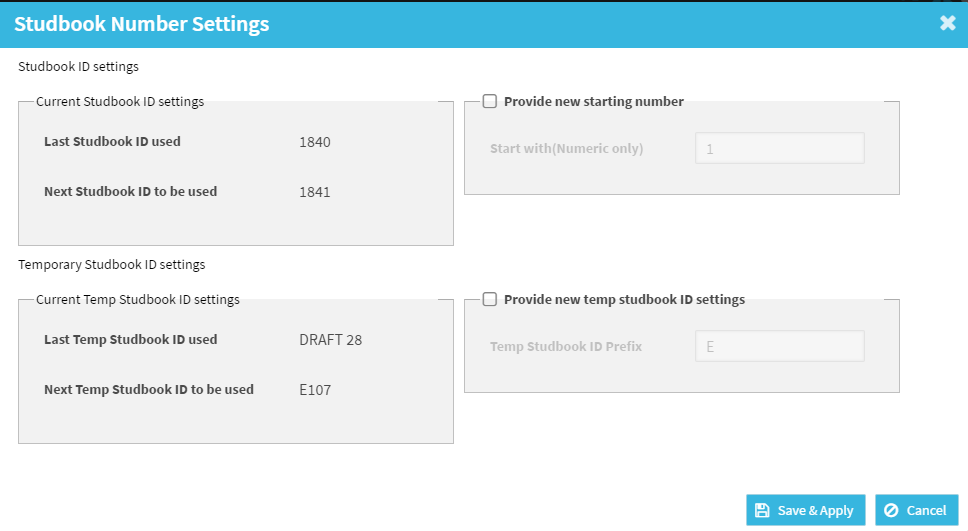 Studbook Number Settings
Studbook ID settings
Current Studbook ID settings
Last Studbook ID used 1840
Next Studbook ID to be used 1841
Provide new starting number
Start with(Numeric only) 1
Temporary Studbook ID settings
Current Temp Studbook ID settings
Last Temp Studbook ID used DRAFT 28
Next Temp Studbook ID to be used E107
Provide new temp studbook ID settings
Temp Studbook ID Prefix E
Save & Apply Cancel